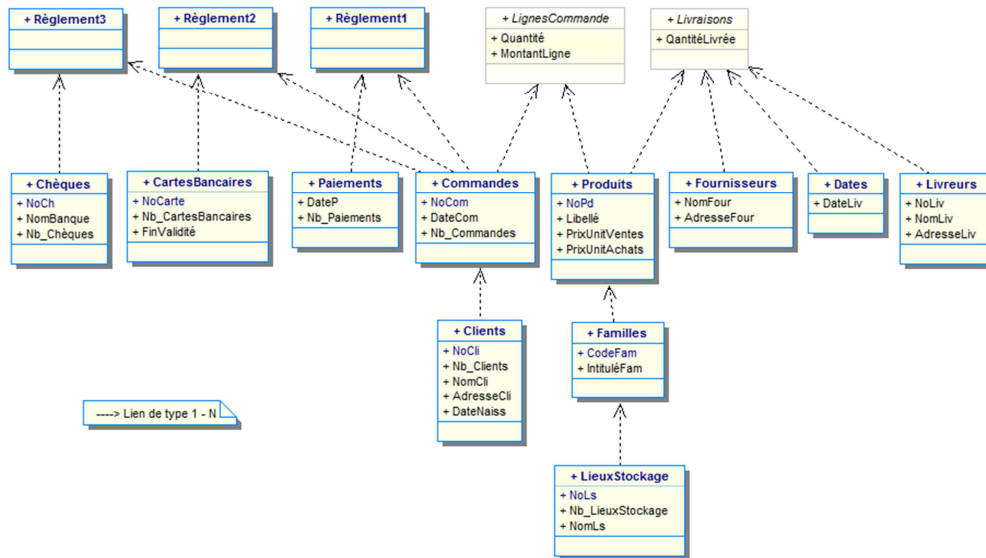 + Règlement3
+ Règlement2
+ Règlement1
+ LignesCommande
+ Quantité
+ MontantLigne
+ Livraisons
+ QantitéLivrée
+ Chèques
+ NoCh
+ NomBanque
+ Nb_Chèques
+ CartesBancaires
+ NoCarte
+ Nb_CartesBancaires
+ FinValidité
+ Paiements
+ DateP
+ Nb_Paiements
+ Commandes
+ NoCom
+ DateCom
+ Nb_Commandes
+ Produits
+ NoPd
+ Libellé
+ PrixUnitVentes
+ PrixUnitAchats
+ Fournisseurs
+ NomFour
+ AdresseFour
+ Dates
+ DateLiv
+ Livreurs
+ NoLiv
+ NomLiv
+ AdresseLiv
+ Clients
+ NoCli
+ Nb_Clients
+ NomCli
+ AdresseCli
+ DateNaiss
+ Familles
+ CodeFam
+ IntituléFam
----> Lien de type 1 - N
+ LieuxStockage
+ NoLs
+ Nb_LieuxStockage
+ NomLs